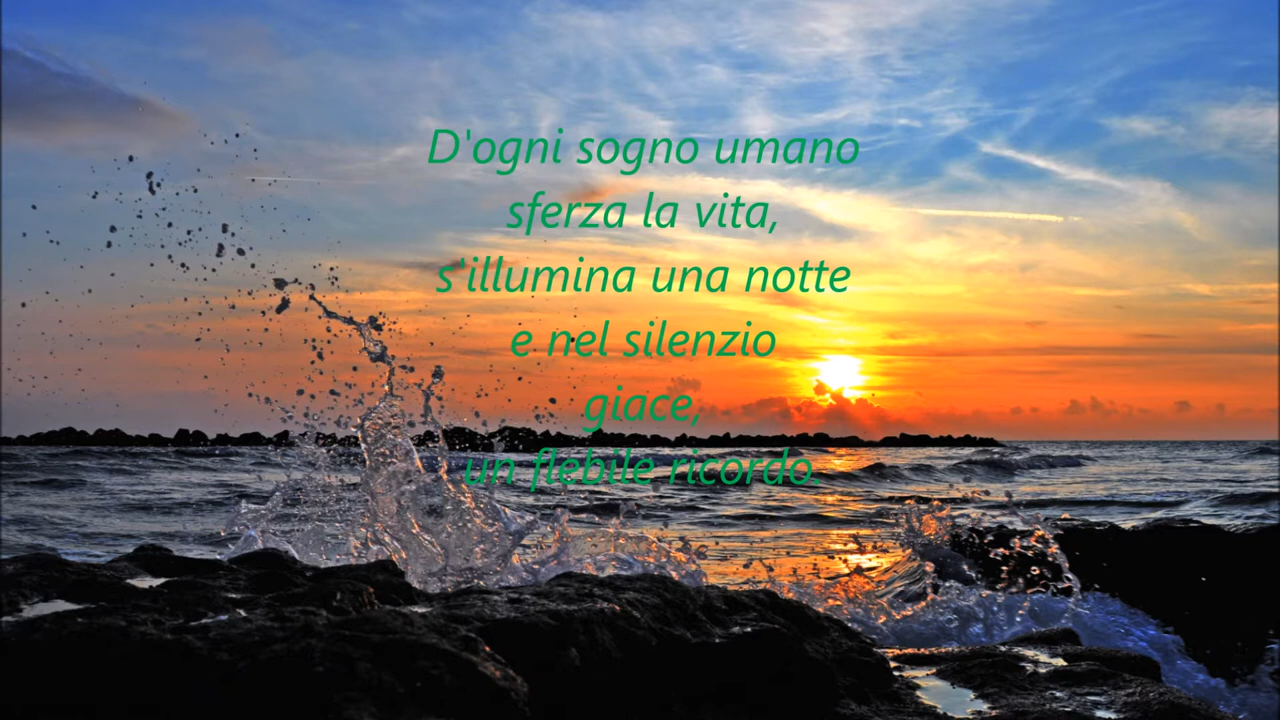 D'ogni sogno umano
sferza la vita,
s'illumina una notte
e nel silenzio
giace,
un flebile ricordo.